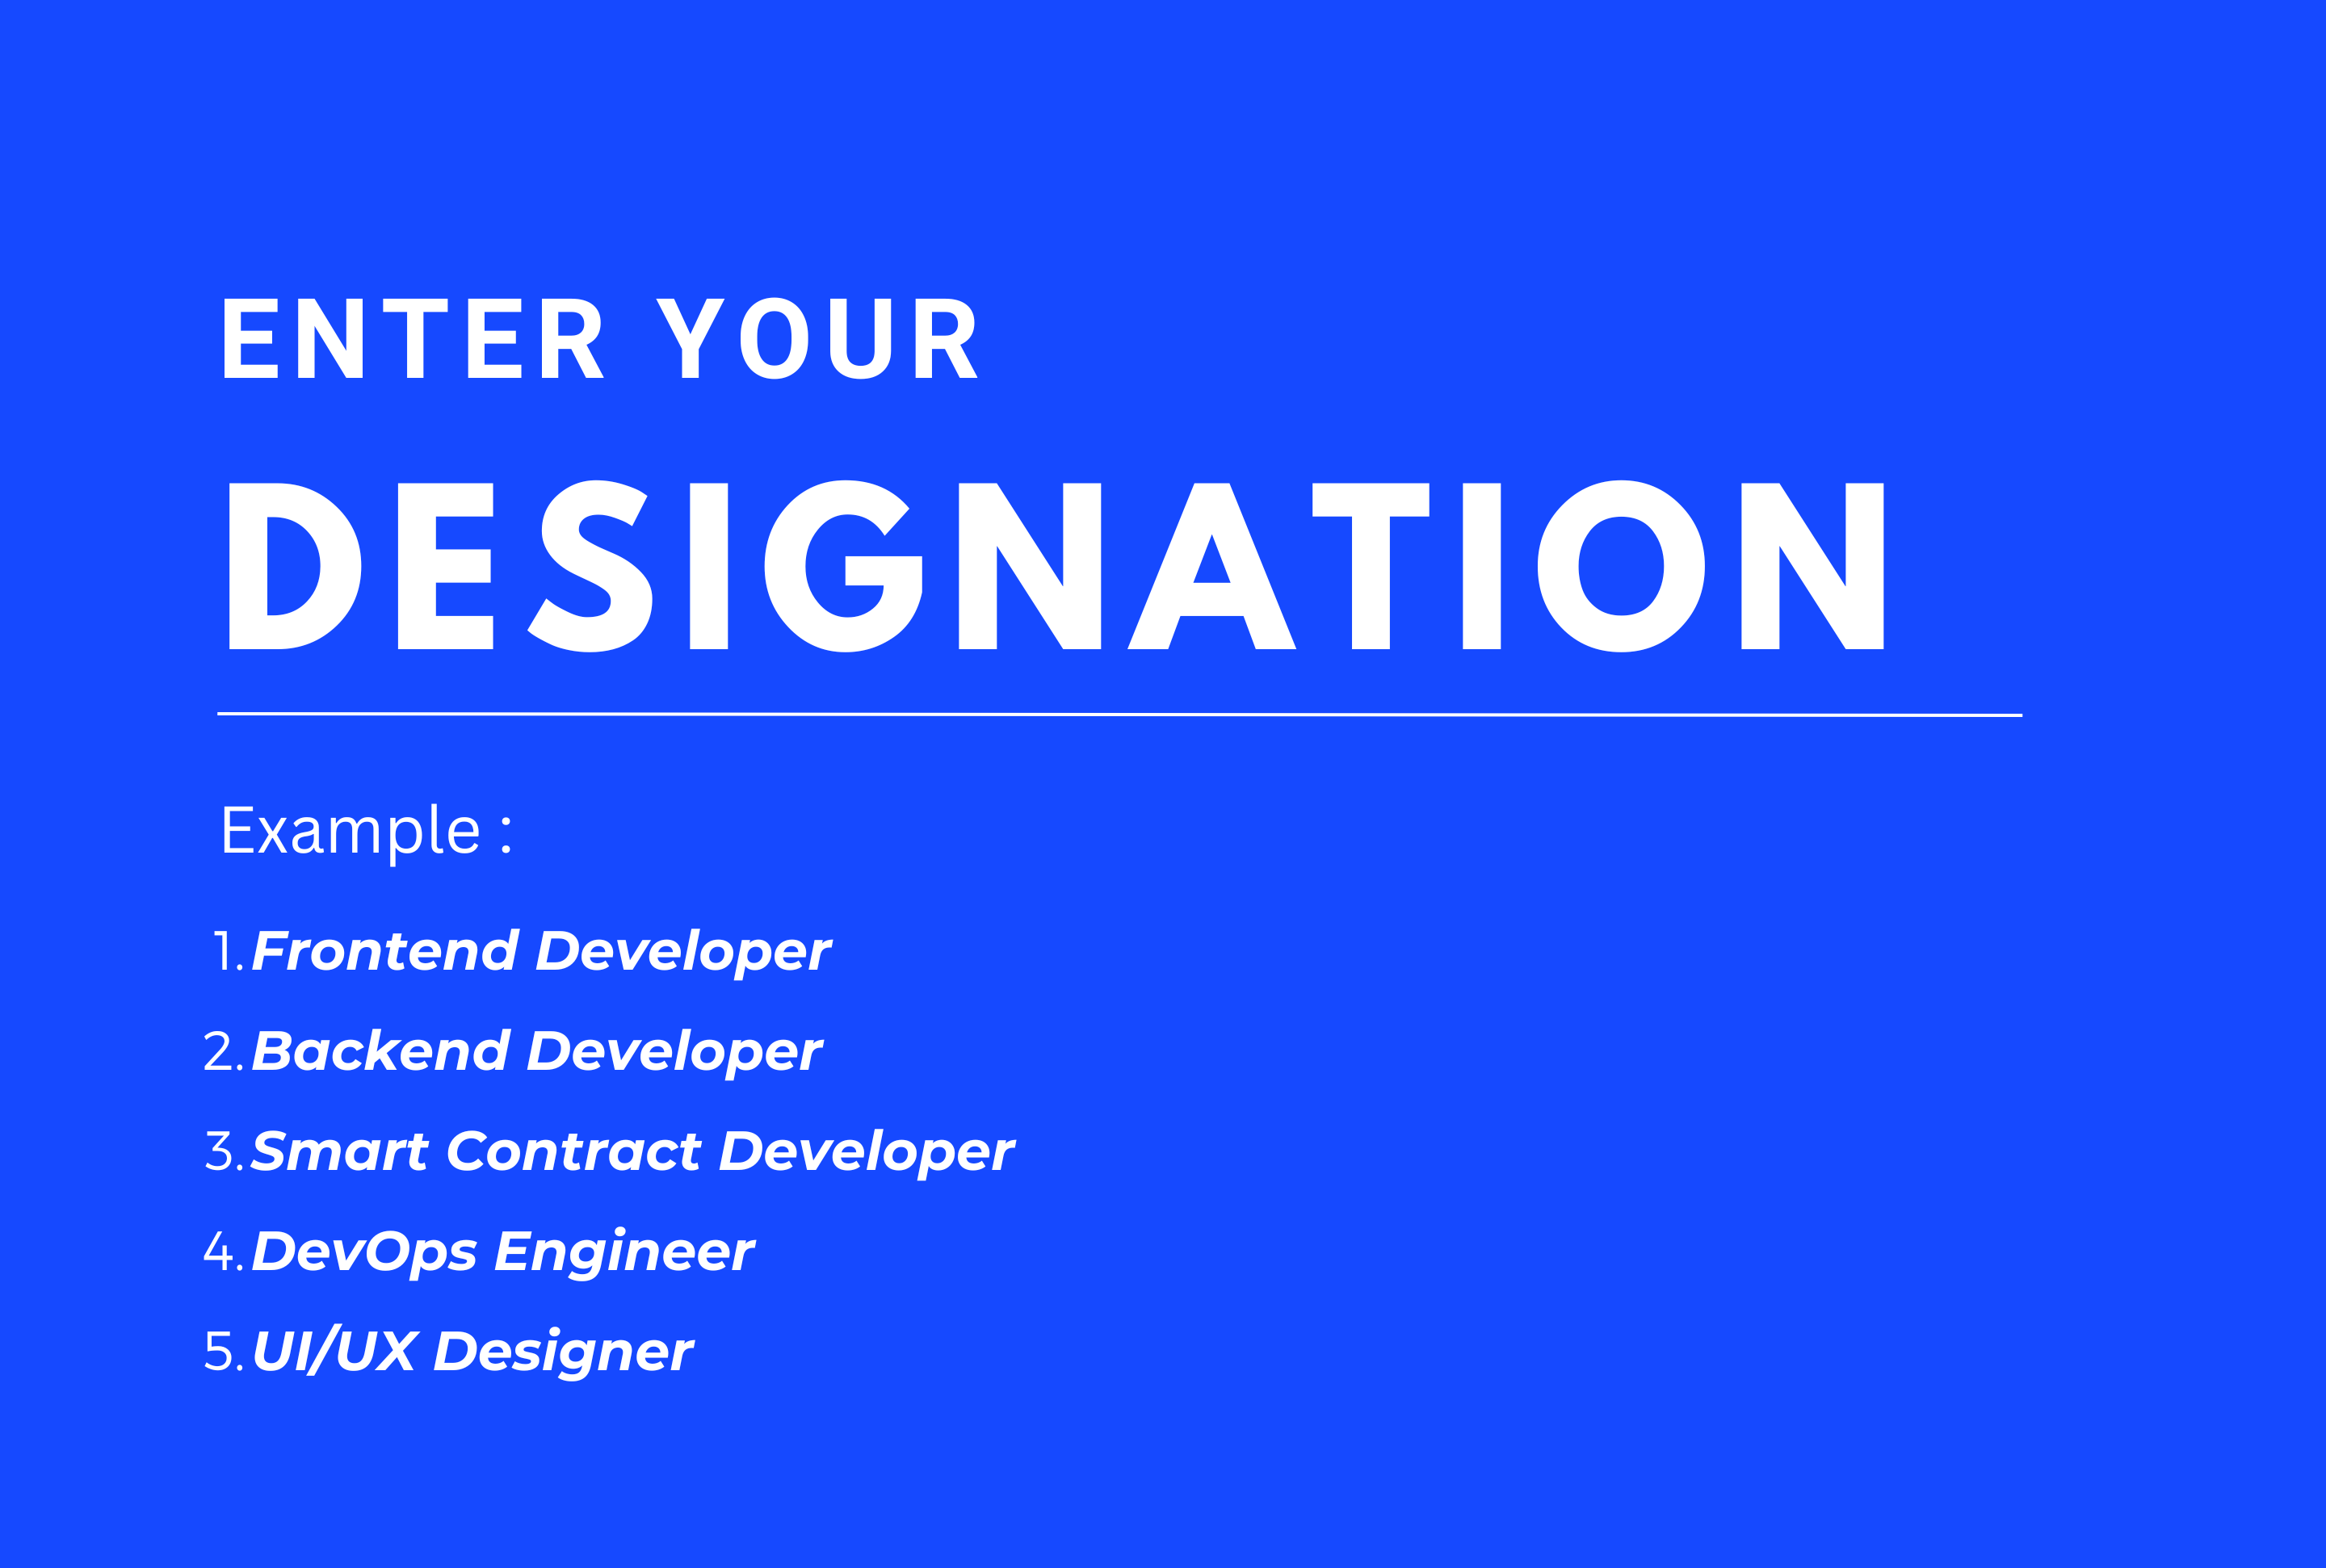 ENTER YOUR
DESIGNATION
Example :
1. Frontend Developer
2. Backend Developer
3. Smart Contract Developer
4. DevOps Engineer
5. UI/UX Designer